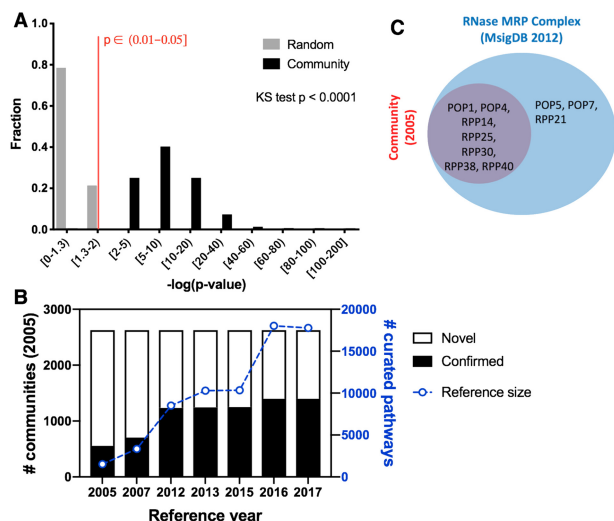 A
p ∈ (0.01−0.05]
Random
Community
KS test p < 0.0001
Fraction
1.0
0.8
0.6
0.4
0.2
0.0
[0-1.3)
[1.3-2)
[2-5)
[5-10)
[10-20)
[20-40)
[40-60)
[60-80)
[80-100)
[100-200]
-log(p-value)
C
RNase MRP Complex
(MsigDB 2012)
Community
(2005)
POP1, POP4,
RPP14,
RPP25,
RPP30,
RPP38, RPP40
POP5, POP7,
RPP21
B
# communities (2005)
3000
2000
1000
0
20000
15000
10000
5000
0
# curated pathways
Novel
Confirmed
Reference size
2005 2007 2012 2013 2015 2016 2017
Reference year